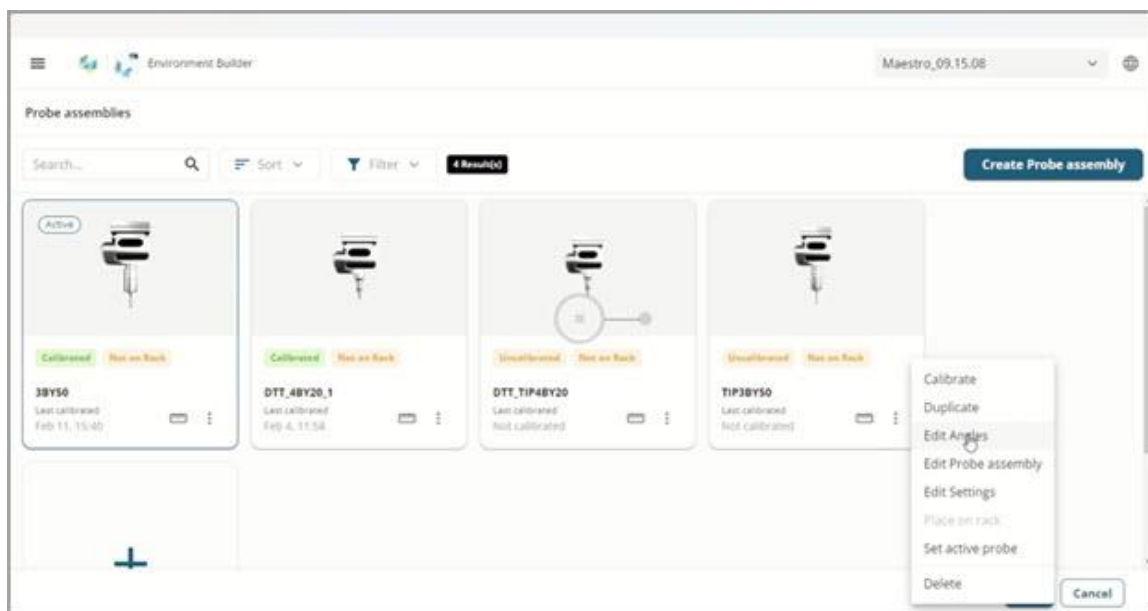 Environment Builder
Maestro_09.15.08
Probe assemblies
Search...
Sort
Filter
4 Result(s)
Create Probe assembly
Active
Calibrated Not on Rack
3BY50
Last calibrated
Feb 11, 15:40
Calibrated Not on Rack
DTT_4BY20_1
Last calibrated
Feb 4, 11:58
Uncalibrated Not on Rack
DTT_TIP4BY20
Last calibrated
Not calibrated
Uncalibrated Not on Rack
TIP3BY50
Last calibrated
Not calibrated
Calibrate
Duplicate
Edit Angles
Edit Probe assembly
Edit Settings
Place on rack
Set active probe
Delete
Cancel